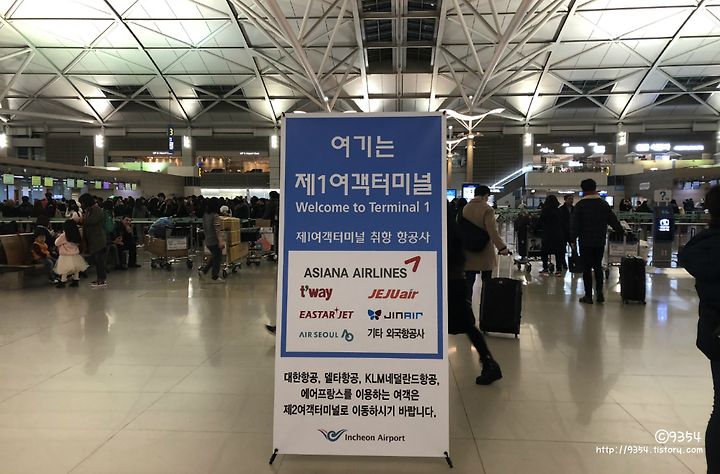 여기는
제1여객터미널
Welcome to Terminal 1
제1여객터미널 취항 항공사
ASIANA AIRLINES
t'way JEJUair
EASTAR JET JINAIR
AIR SEOUL 기타 외국항공사
대한항공, 델타항공, KLM네덜란드항공,
에어프랑스를 이용하는 여객은
제2여객터미널로 이동하시기 바랍니다.
Incheon Airport
3
?
©9354
http://9354.tistory.com